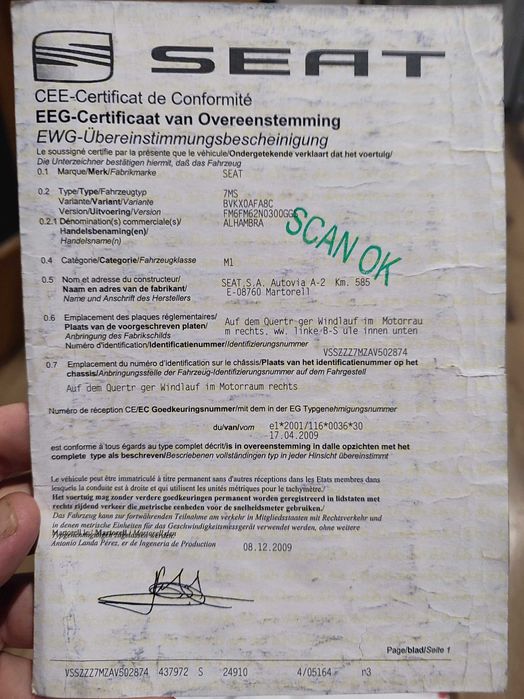 SEAT
CEE-Certificat de Conformité
EEG-Certificaat van Overeenstemming
EWG-Übereinstimmungsbescheinigung
Le soussigné certifie par la présente que le véhicule/Ondergetekende verklaart dat het voertuig/
Die Unterzeichner bestätigen hiermit, daß das Fahrzeug
0.1 Marque/Merk/Fabrikmarke SEAT
0.2 Type/Type/Fahrzeugtyp 7MS
Variante/Variant/Variante BVKX0AFA8C
Version/Uitvoering/Version FM6FM62N0300GGS
0.2.1 Dénomination(s) commerciale(s)/ ALHAMBRA
Handelsbenaming(en)/
Handelsname(n)
SCAN OK
0.4 Catégorie/Categorie/Fahrzeugklasse M1
0.5 Nom et adresse du constructeur/ SEAT,S.A. Autovia A-2 Km. 585
Naam en adres van de fabrikant/ E-08760 Martorell
Name und Anschrift des Herstellers
0.6 Emplacement des plaques réglementaires/ Auf dem Quertr ger Windlauf im Motorrau
Plaats van de voorgeschreven platen/ m rechts, ww. linke B-S ule innen unten
Anbringung des Fabrikschilds
Numéro d'identification/Identificatienummer/Identifizierungsnummer VSSZZZ7MZAV502874
0.7 Emplacement du numéro d'identification sur le châssis/Plaats van het identificatienummer op het
chassis/Anbringungsstelle der Fahrzeug-Identifizierungsnummer auf dem Fahrgestell
Auf dem Quertr ger Windlauf im Motorraum rechts
Numéro de réception CE/EC Goedkeuringsnummer/mit dem in der EG Typgenehmigungsnummer
e1*2001/116*0036*30
du/van/vom 17.04.2009
est conforme à tous égards au type complet décrit/is in overeenstemming in dalle opzichten met het
complete type als beschreven/Beschriebenen vollständigen typ in jeder Hinsicht übereinstimmt
Le véhicule peut être immatriculé à titre permanent sans d'autres réceptions dans les Etats membres dans
lesquels la conduite est à droite et qui utilisent les unités métriques pour le tachymètre./
Het voertuig mag zonder verdere goedkeuringen permanent worden geregistreerd in lidstaten met
rechts rijdend verkeer die metrische eenheden voor de snelheidsmeter gebruiken./
Das Fahrzeug kann zur fortwährenden Teilnahme am verkehr in Mitgliedsstaaten mit Rechtsverkehr und
in denen metrische Einheiten für das Geschwindigkeitsmessgerät verwendet werden, ohne weitere
Typgenehmigungen zugelassen werden.
Antonio Landa Pérez, er de Ingeneria de Production
08.12.2009
Page/blad/Seite 1
VSSZZZ7MZAV502874 437972 S 24910 4/05164 n3